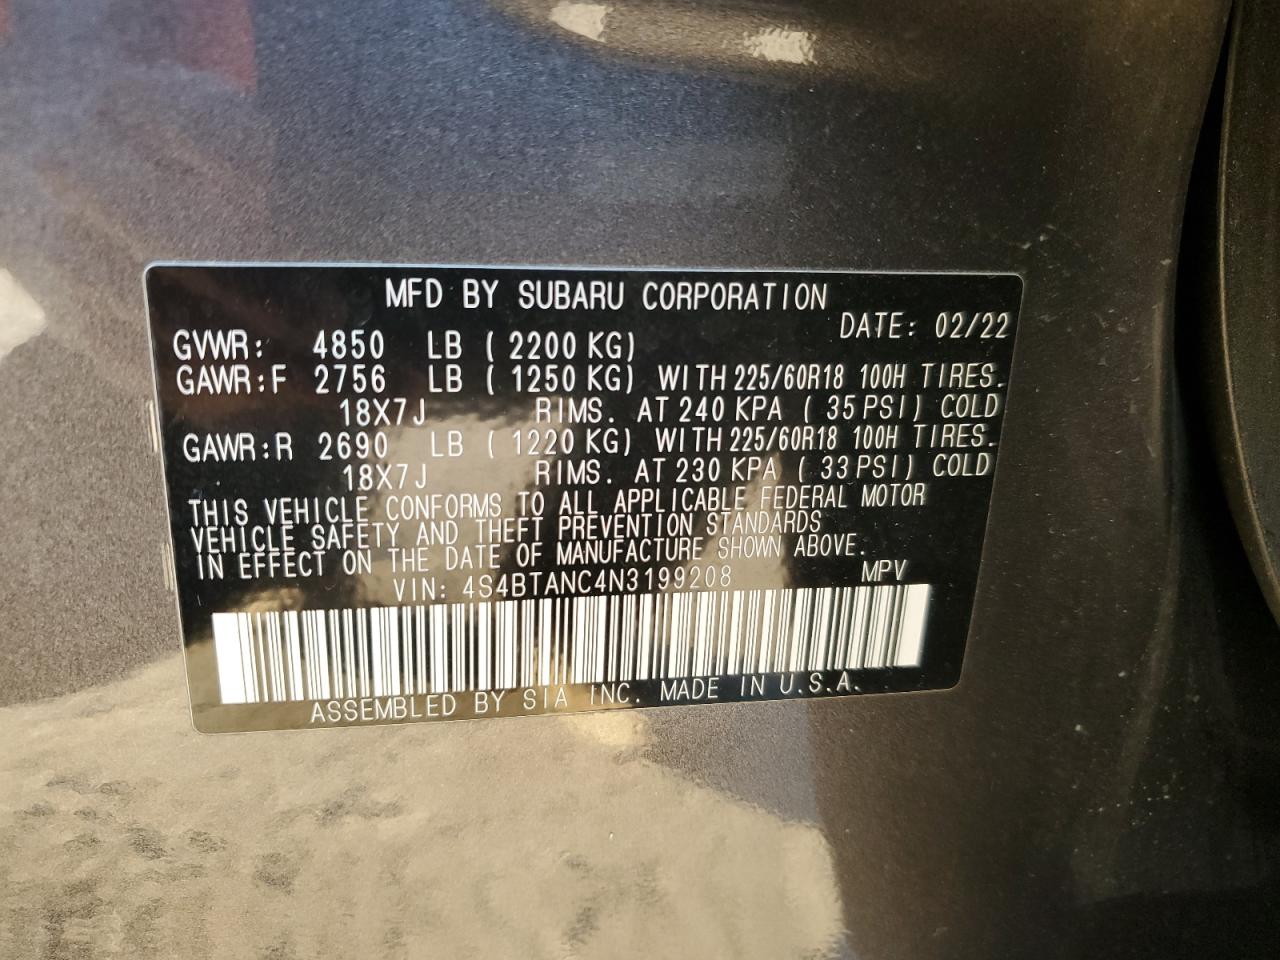 MFD BY SUBARU CORPORATION
DATE: 02/22
GVWR: 4850 LB ( 2200 KG)
GAWR:F 2756 LB ( 1250 KG) WITH 225/60R18 100H TIRES.
18X7J RIMS. AT 240 KPA ( 35 PSI) COLD
GAWR:R 2690 LB ( 1220 KG) WITH 225/60R18 100H TIRES.
18X7J RIMS. AT 230 KPA ( 33 PSI) COLD
THIS VEHICLE CONFORMS TO ALL APPLICABLE FEDERAL MOTOR
VEHICLE SAFETY AND THEFT PREVENTION STANDARDS
IN EFFECT ON THE DATE OF MANUFACTURE SHOWN ABOVE.
VIN: 4S4BTANC4N3199208 MPV
ASSEMBLED BY SIA INC. MADE IN U.S.A.